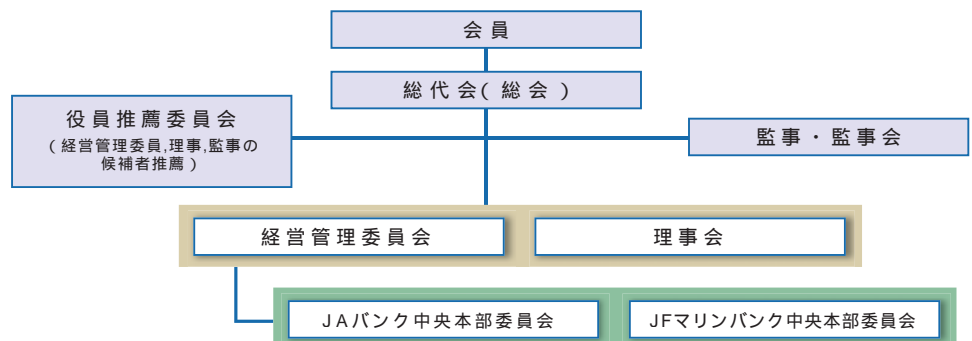 会員
総代会(総会)
役員推薦委員会
(経営管理委員,理事,監事の
候補者推薦)
監事・監事会
経営管理委員会
理事会
JAバンク中央本部委員会
JFマリンバンク中央本部委員会